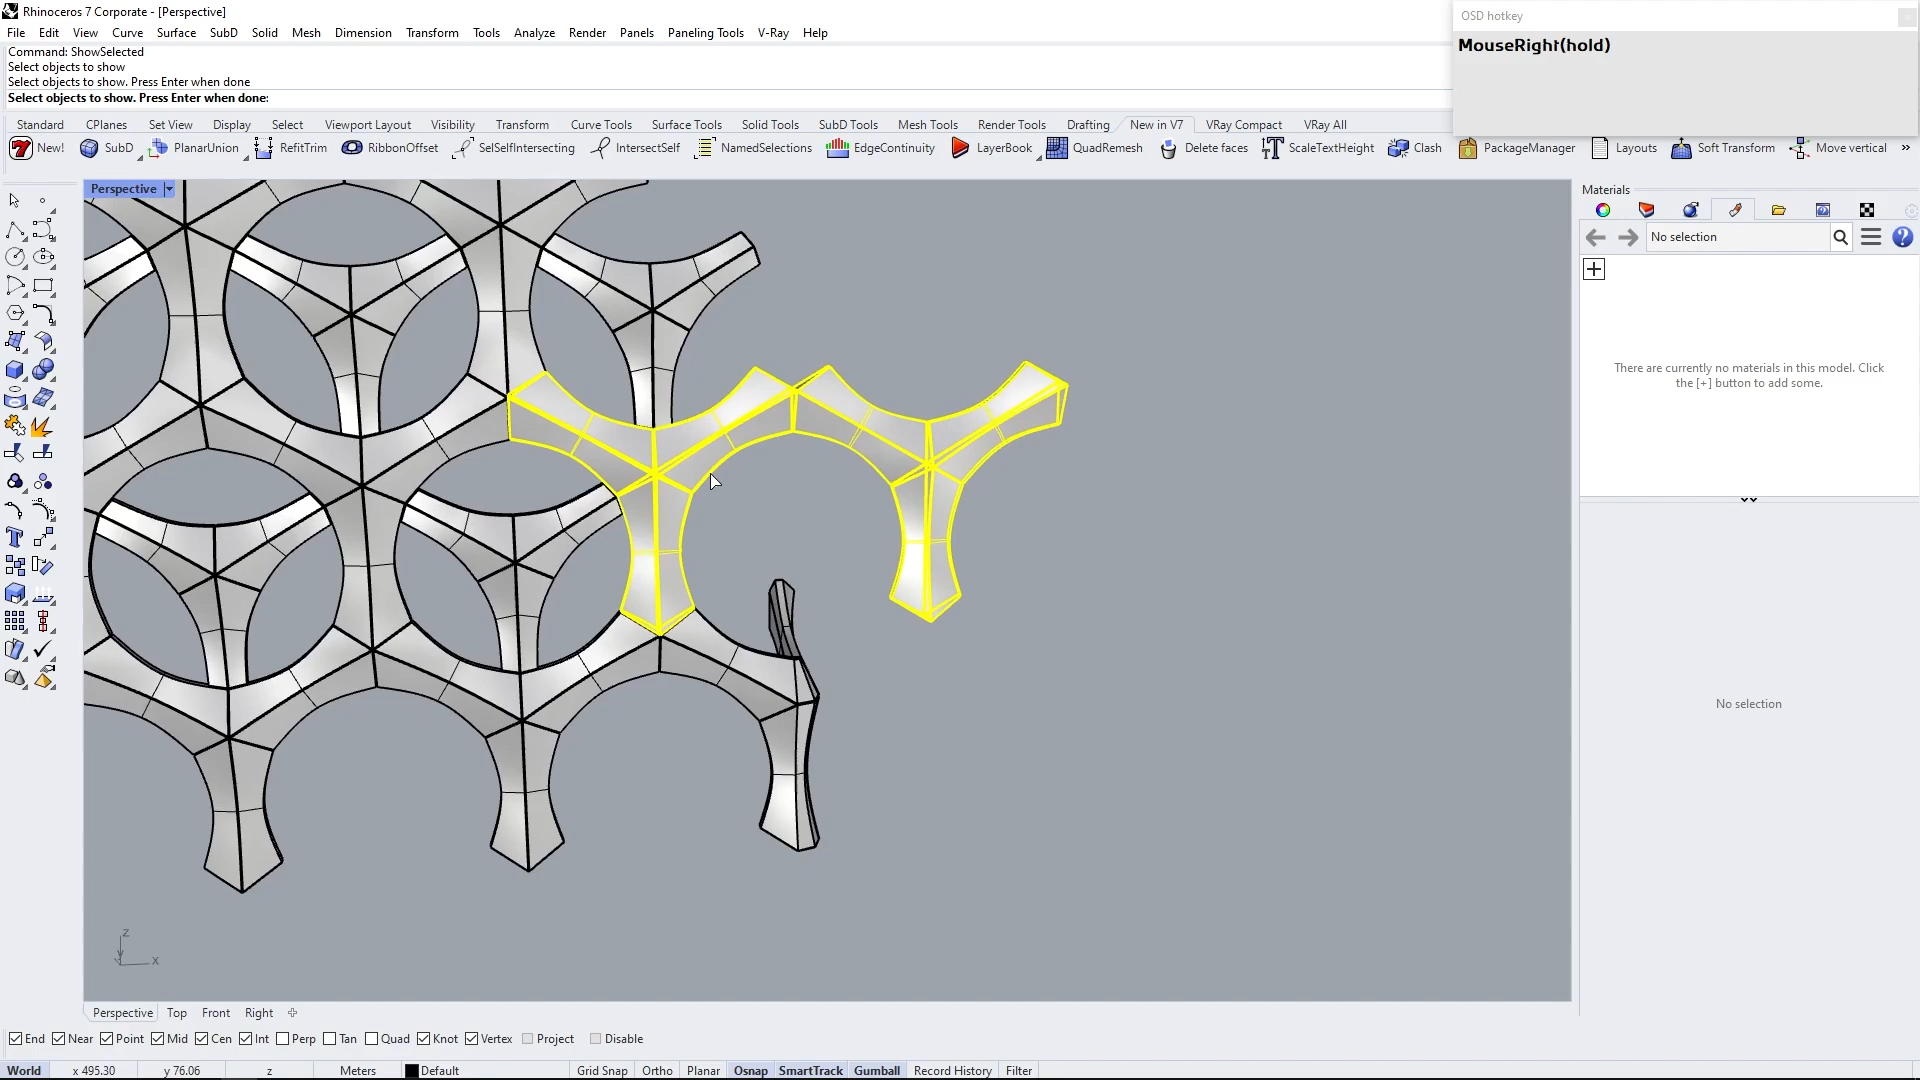 Rhinoceros 7 Corporate - [Perspective]
OSD hotkey
MouseRight(hold)
File Edit View Curve Surface SubD Solid Mesh Dimension Transform Tools Analyze Render Panels Paneling Tools V-Ray Help
Command: ShowSelected
Select objects to show
Select objects to show. Press Enter when done
Select objects to show. Press Enter when done:
Standard CPlanes Set View Display Select Viewport Layout Visibility Transform Curve Tools Surface Tools Solid Tools SubD Tools Mesh Tools Render Tools Drafting New in V7 VRay Compact VRay All
7 New! SubD PlanarUnion RefitTrim RibbonOffset SelSelfIntersecting IntersectSelf NamedSelections EdgeContinuity LayerBook QuadRemesh Delete faces ScaleTextHeight Clash PackageManager Layouts Soft Transform Move vertical »
Perspective
Materials
No selection
There are currently no materials in this model. Click
the [+] button to add some.
No selection
z
x
Perspective Top Front Right
End Near Point Mid Cen Int Perp Tan Quad Knot Vertex Project Disable
World x 495.30 y 76.06 z Meters Default Grid Snap Ortho Planar Osnap SmartTrack Gumball Record History Filter